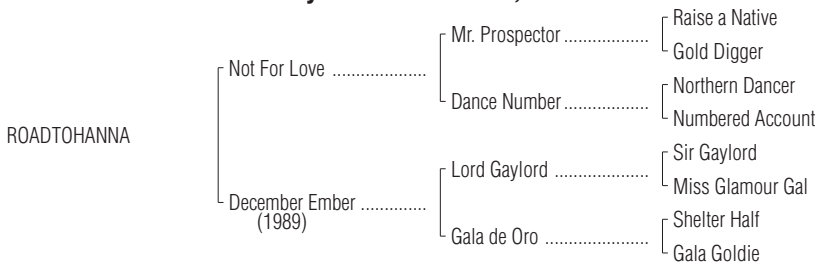 Raise a Native
Mr. Prospector ...................
Gold Digger
Not For Love .....................
Northern Dancer
Dance Number...................
Numbered Account
ROADTOHANNA
Sir Gaylord
Lord Gaylord .....................
Miss Glamour Gal
December Ember ...............
(1989)
Shelter Half
Gala de Oro .......................
Gala Goldie